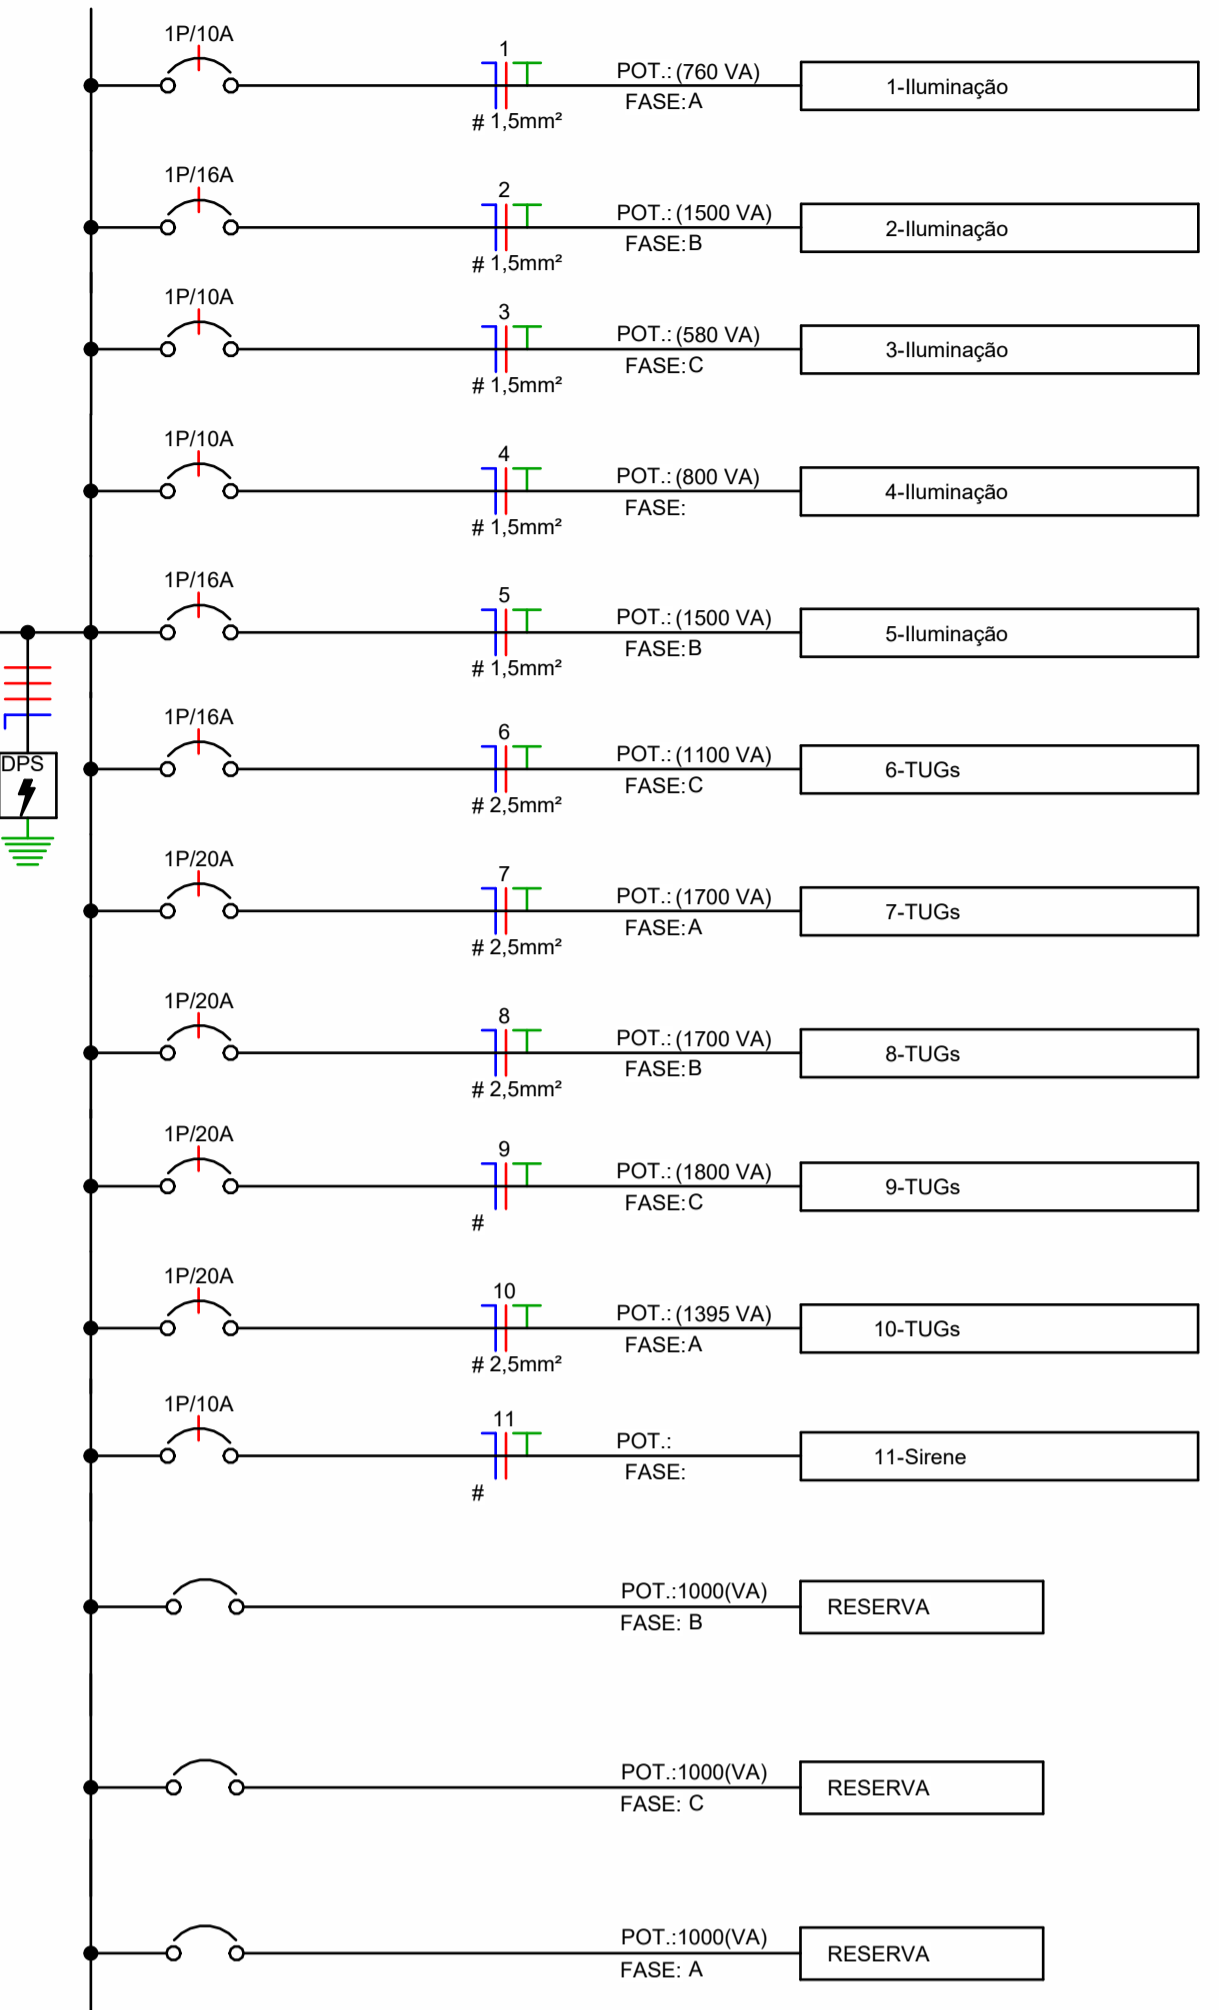 1P/10A
1
POT.: (760 VA)
FASE: A
# 1,5mm²
1-Iluminação
1P/16A
2
POT.: (1500 VA)
FASE: B
# 1,5mm²
2-Iluminação
1P/10A
3
POT.: (580 VA)
FASE: C
# 1,5mm²
3-Iluminação
1P/10A
4
POT.: (800 VA)
FASE:
# 1,5mm²
4-Iluminação
1P/16A
5
POT.: (1500 VA)
FASE: B
# 1,5mm²
5-Iluminação
DPS
1P/16A
6
POT.: (1100 VA)
FASE: C
# 2,5mm²
6-TUGs
1P/20A
7
POT.: (1700 VA)
FASE: A
# 2,5mm²
7-TUGs
1P/20A
8
POT.: (1700 VA)
FASE: B
# 2,5mm²
8-TUGs
1P/20A
9
POT.: (1800 VA)
FASE: C
#
9-TUGs
1P/20A
10
POT.: (1395 VA)
FASE: A
# 2,5mm²
10-TUGs
1P/10A
11
POT.:
FASE:
#
11-Sirene
POT.:1000(VA)
FASE: B
RESERVA
POT.:1000(VA)
FASE: C
RESERVA
POT.:1000(VA)
FASE: A
RESERVA